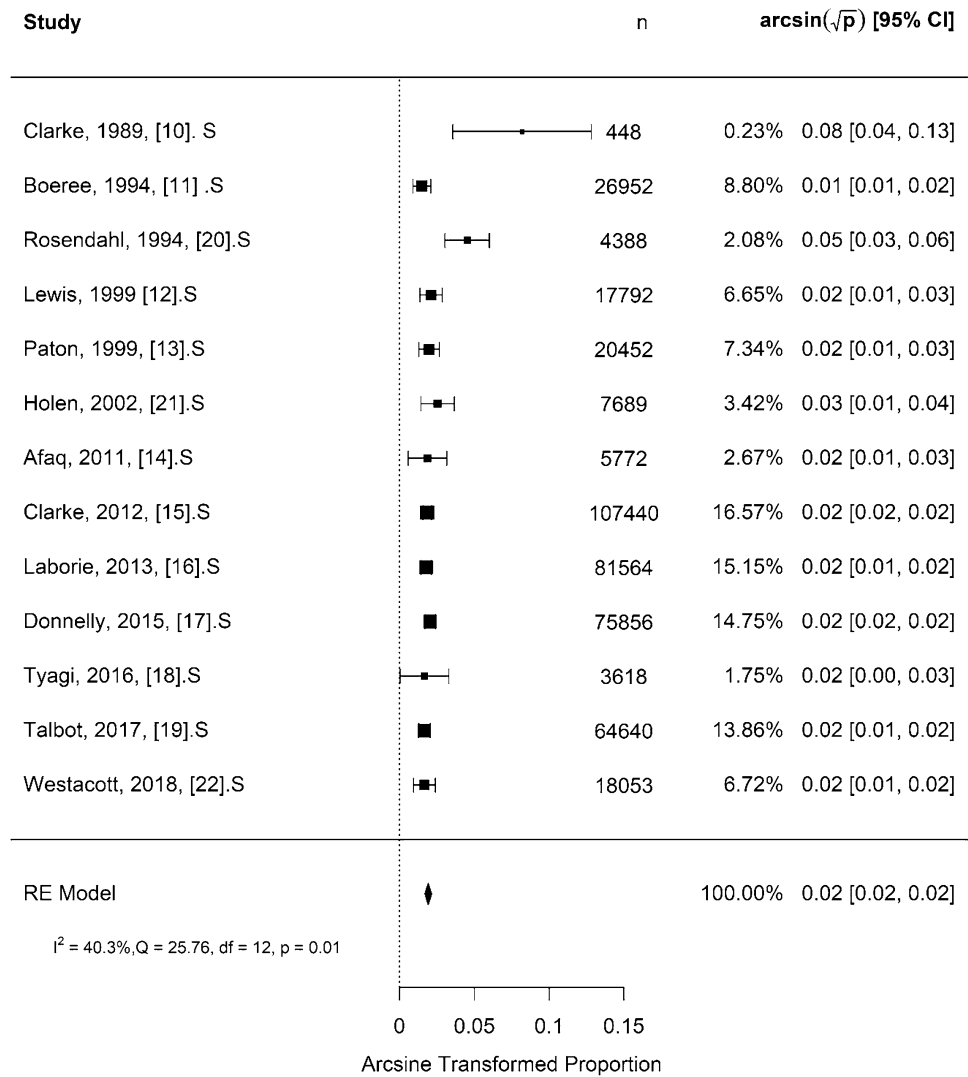 Study n arcsin(√p) [95% CI]
Clarke, 1989, [10]. S 448 0.23% 0.08 [0.04, 0.13]
Boeree, 1994, [11] .S 26952 8.80% 0.01 [0.01, 0.02]
Rosendahl, 1994, [20].S 4388 2.08% 0.05 [0.03, 0.06]
Lewis, 1999 [12].S 17792 6.65% 0.02 [0.01, 0.03]
Paton, 1999, [13].S 20452 7.34% 0.02 [0.01, 0.03]
Holen, 2002, [21].S 7689 3.42% 0.03 [0.01, 0.04]
Afaq, 2011, [14].S 5772 2.67% 0.02 [0.01, 0.03]
Clarke, 2012, [15].S 107440 16.57% 0.02 [0.02, 0.02]
Laborie, 2013, [16].S 81564 15.15% 0.02 [0.01, 0.02]
Donnelly, 2015, [17].S 75856 14.75% 0.02 [0.02, 0.02]
Tyagi, 2016, [18].S 3618 1.75% 0.02 [0.00, 0.03]
Talbot, 2017, [19].S 64640 13.86% 0.02 [0.01, 0.02]
Westacott, 2018, [22].S 18053 6.72% 0.02 [0.01, 0.02]
RE Model 100.00% 0.02 [0.02, 0.02]
I² = 40.3%,Q = 25.76, df = 12, p = 0.01
0 0.05 0.1 0.15
Arcsine Transformed Proportion